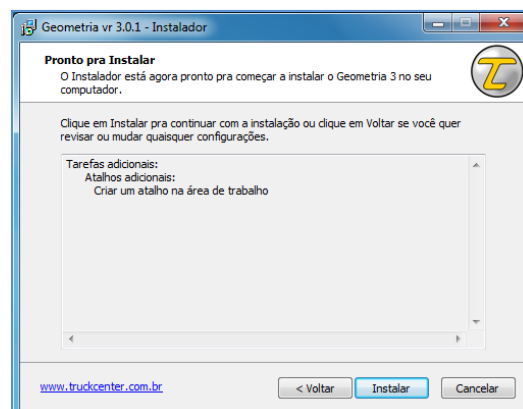 Geometria vr 3.0.1 - Instalador
Pronto pra Instalar
O Instalador está agora pronto pra começar a instalar o Geometria 3 no seu
computador.
Clique em Instalar pra continuar com a instalação ou clique em Voltar se você quer
revisar ou mudar quaisquer configurações.
Tarefas adicionais:
Atalhos adicionais:
Criar um atalho na área de trabalho
www.truckcenter.com.br
< Voltar
Instalar
Cancelar